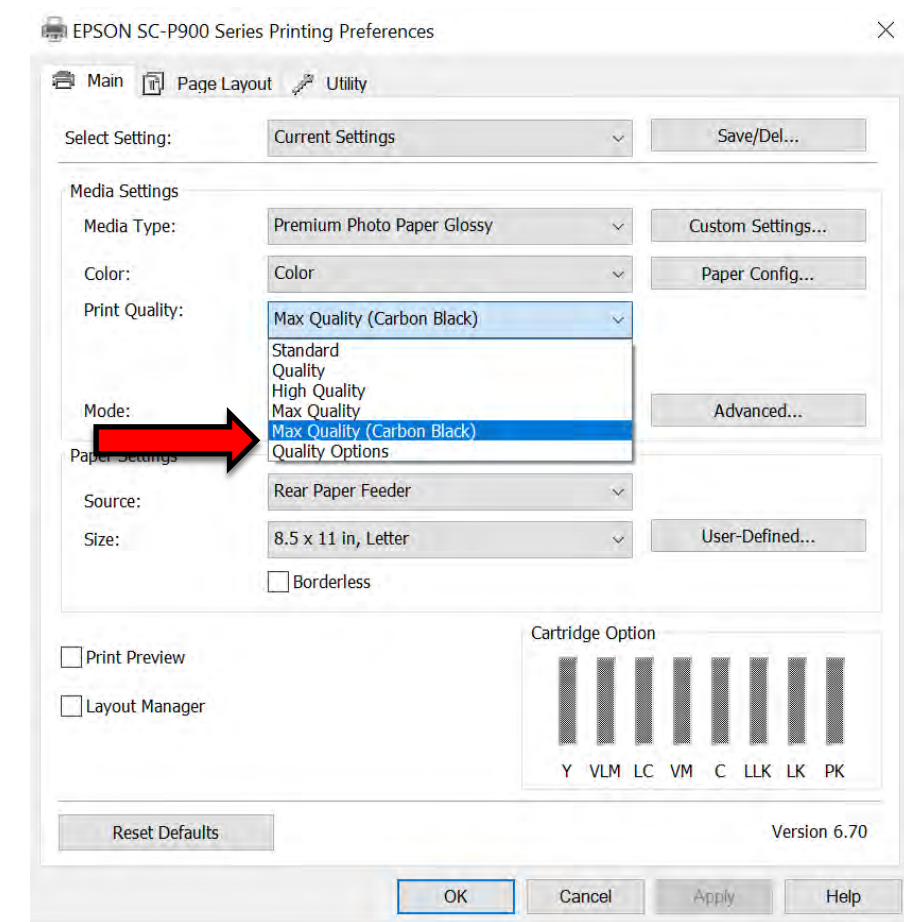 EPSON SC-P900 Series Printing Preferences
Main Page Layout Utility
Select Setting: Current Settings Save/Del...
Media Settings
Media Type: Premium Photo Paper Glossy Custom Settings...
Color: Color Paper Config...
Print Quality: Max Quality (Carbon Black)
Standard
Quality
High Quality
Mode: Max Quality Advanced...
Max Quality (Carbon Black)
Paper Settings Quality Options
Source: Rear Paper Feeder
Size: 8.5 x 11 in, Letter User-Defined...
Borderless
Cartridge Option
Print Preview
Layout Manager
Y VLM LC VM C LLK LK PK
Reset Defaults Version 6.70
OK Cancel Apply Help